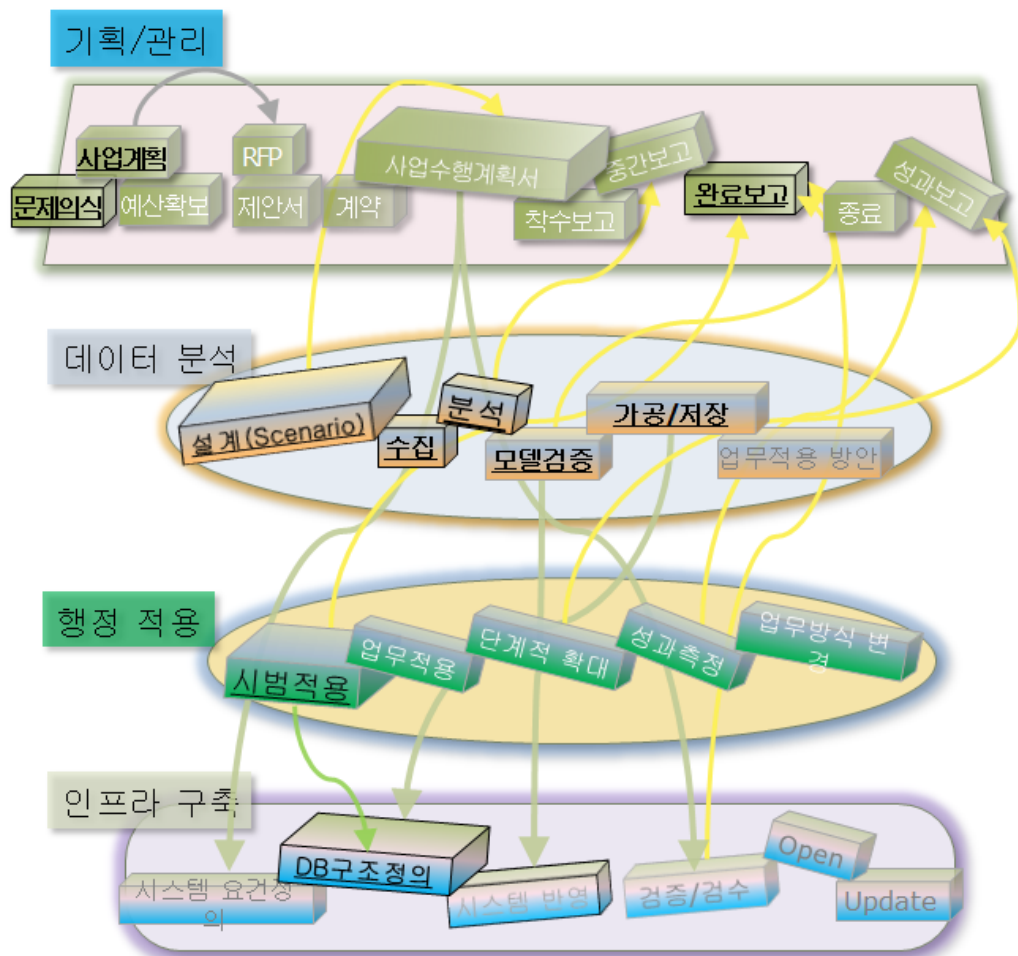 기획/관리
사업계획
RFP
사업수행계획서
중간보고
완료보고
성과보고
문제의식
예산확보
제안서
계약
착수보고
종료
데이터 분석
설계(Scenario)
수집
분석
모델검증
가공/저장
업무적용 방안
행정 적용
시범적용
업무적용
단계적 확대
성과측정
업무방식 변
경
인프라 구축
시스템 요건정
의
DB구조정의
시스템 반영
검증/검수
Open
Update